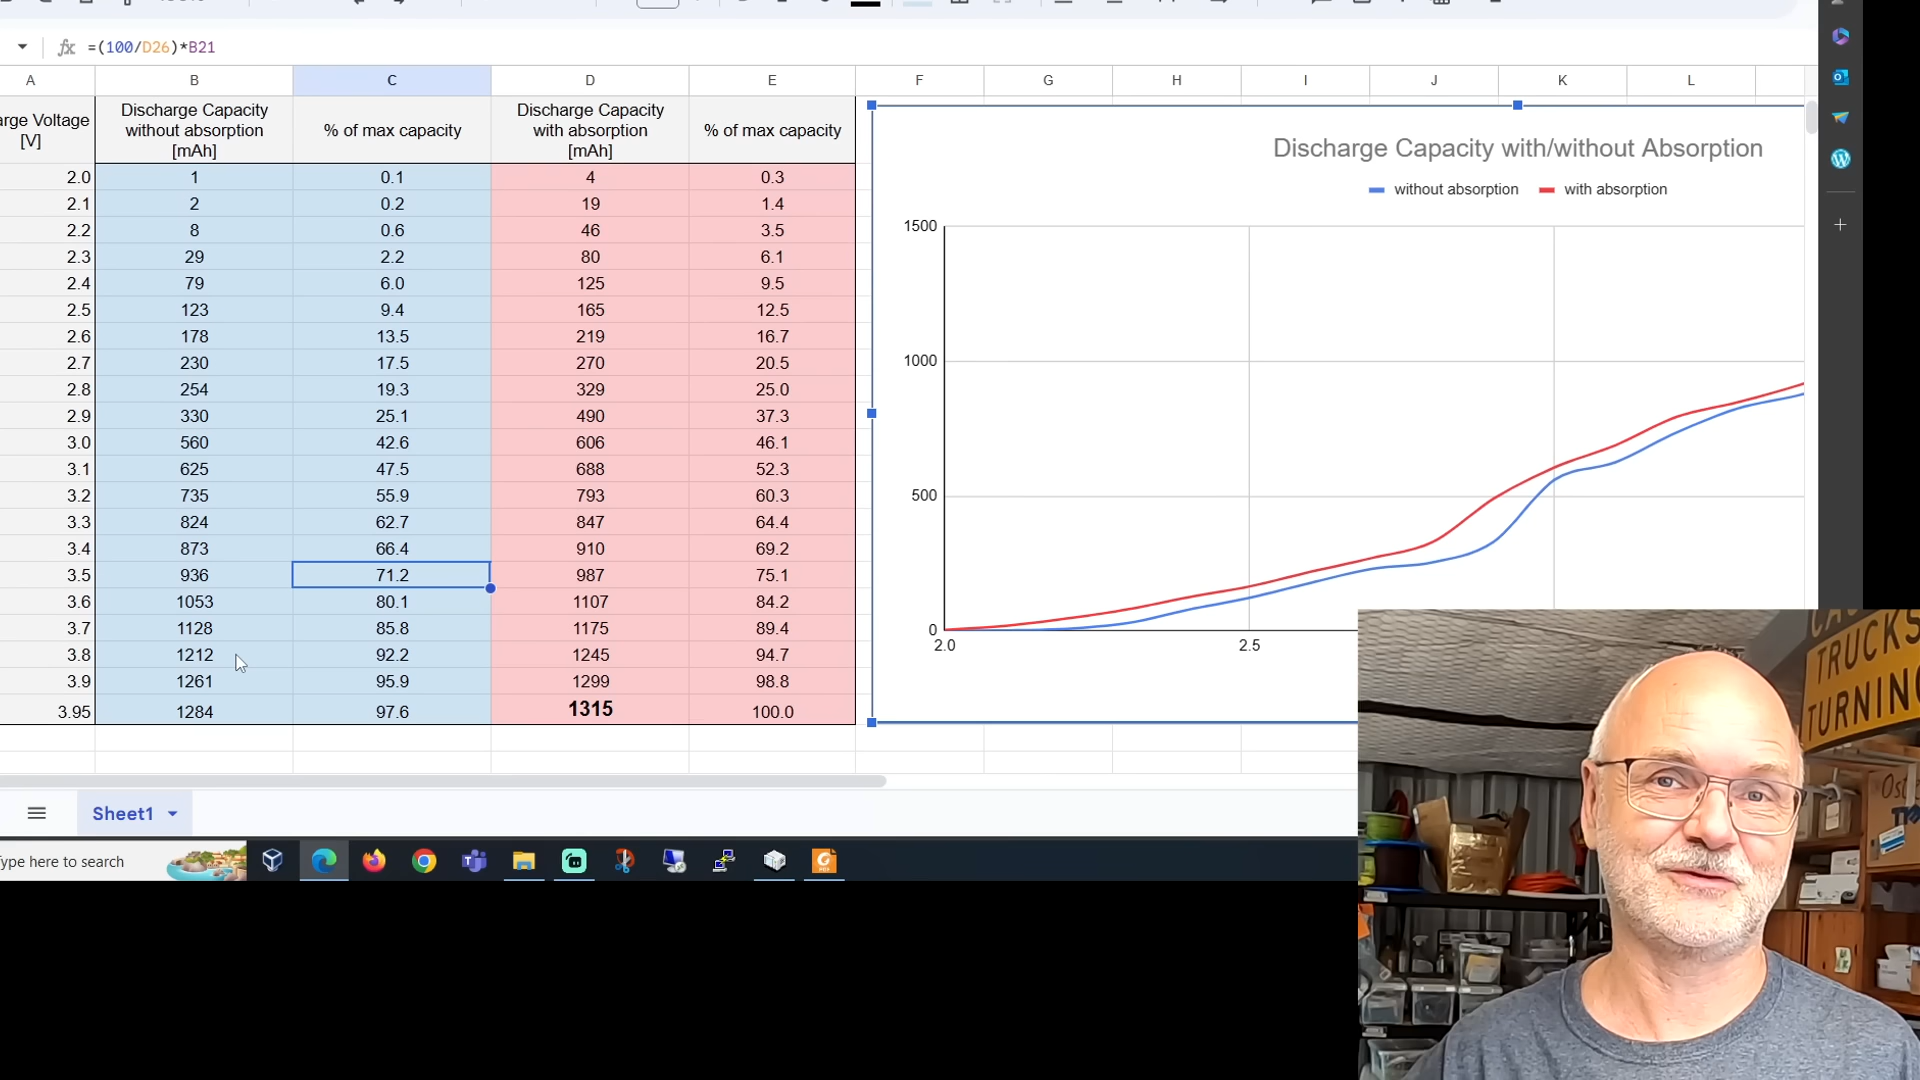 =(100/D26)*B21
A B C D E F G H I J K L
arge Voltage
[V]
Discharge Capacity
without absorption
[mAh]
% of max capacity
Discharge Capacity
with absorption
[mAh]
% of max capacity
2.0 1 0.1 4 0.3
2.1 2 0.2 19 1.4
2.2 8 0.6 46 3.5
2.3 29 2.2 80 6.1
2.4 79 6.0 125 9.5
2.5 123 9.4 165 12.5
2.6 178 13.5 219 16.7
2.7 230 17.5 270 20.5
2.8 254 19.3 329 25.0
2.9 330 25.1 490 37.3
3.0 560 42.6 606 46.1
3.1 625 47.5 688 52.3
3.2 735 55.9 793 60.3
3.3 824 62.7 847 64.4
3.4 873 66.4 910 69.2
3.5 936 71.2 987 75.1
3.6 1053 80.1 1107 84.2
3.7 1128 85.8 1175 89.4
3.8 1212 92.2 1245 94.7
3.9 1261 95.9 1299 98.8
3.95 1284 97.6 1315 100.0
Discharge Capacity with/without Absorption
without absorption with absorption
1500
1000
500
0
2.0 2.5
Sheet1
ype here to search
TRUCKS
TURNING